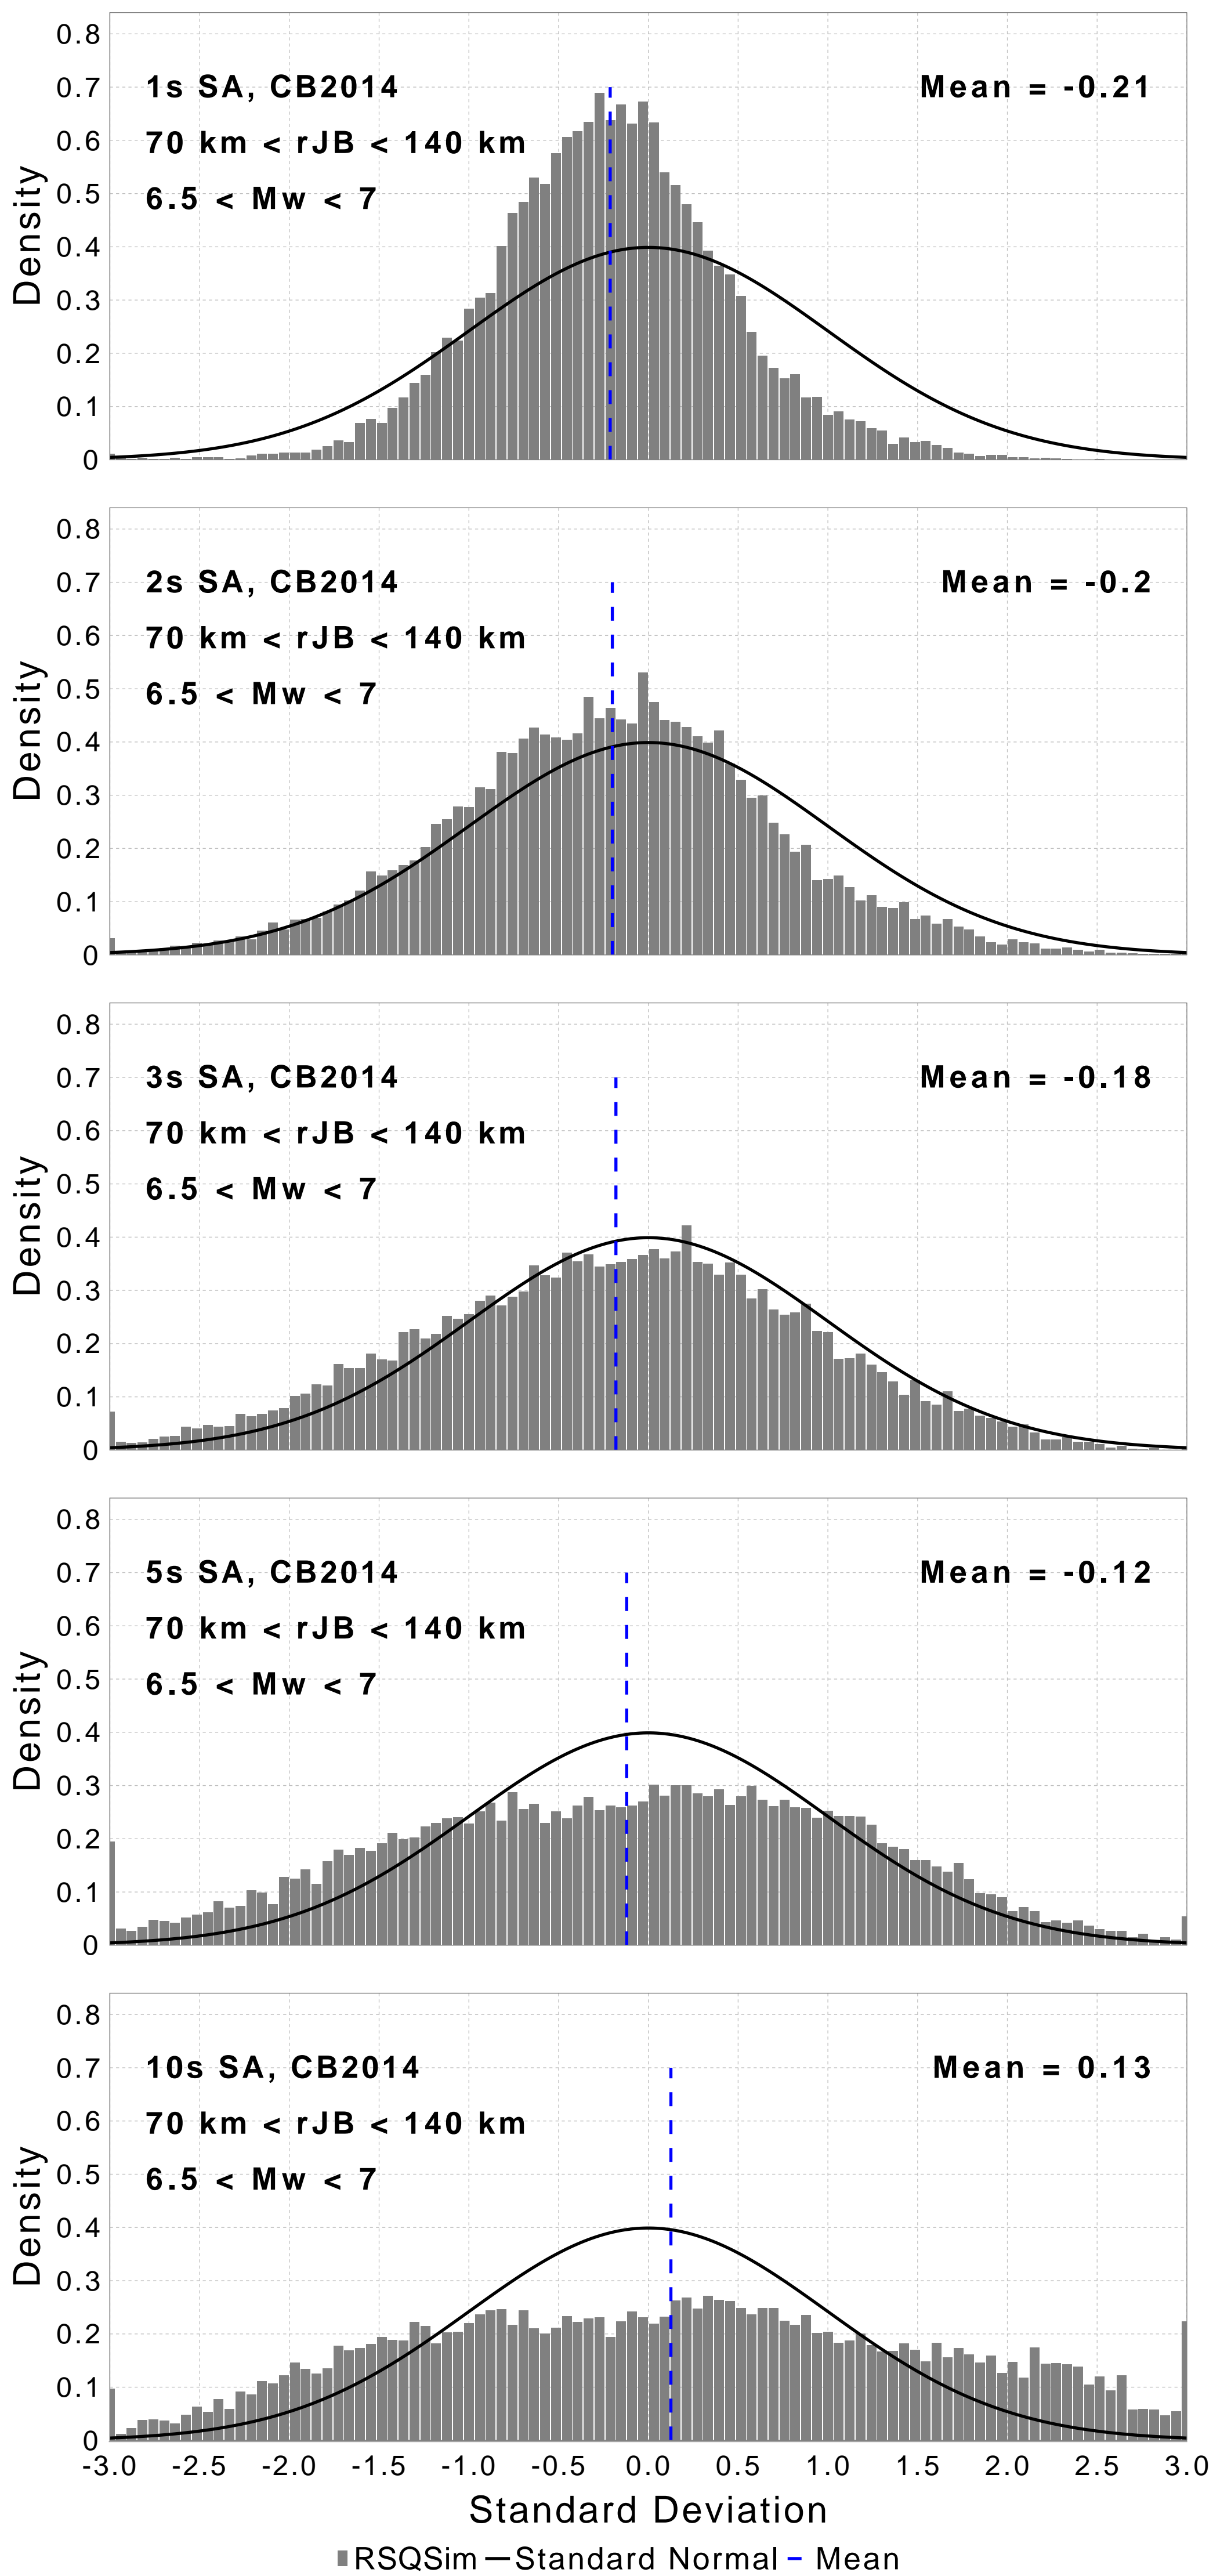 0.8
1s SA, CB2014 Mean = -0.21
0.7
70 km < rJB < 140 km
0.6
6.5 < Mw < 7
0.5
0.4
0.3
0.2
0.1
0
Density
0.8
2s SA, CB2014 Mean = -0.2
0.7
70 km < rJB < 140 km
0.6
6.5 < Mw < 7
0.5
0.4
0.3
0.2
0.1
0
Density
0.8
3s SA, CB2014 Mean = -0.18
0.7
70 km < rJB < 140 km
0.6
6.5 < Mw < 7
0.5
0.4
0.3
0.2
0.1
0
Density
0.8
5s SA, CB2014 Mean = -0.12
0.7
70 km < rJB < 140 km
0.6
6.5 < Mw < 7
0.5
0.4
0.3
0.2
0.1
0
Density
0.8
10s SA, CB2014 Mean = 0.13
0.7
70 km < rJB < 140 km
0.6
6.5 < Mw < 7
0.5
0.4
0.3
0.2
0.1
0
Density
-3.0 -2.5 -2.0 -1.5 -1.0 -0.5 0.0 0.5 1.0 1.5 2.0 2.5 3.0
Standard Deviation
RSQSim Standard Normal Mean